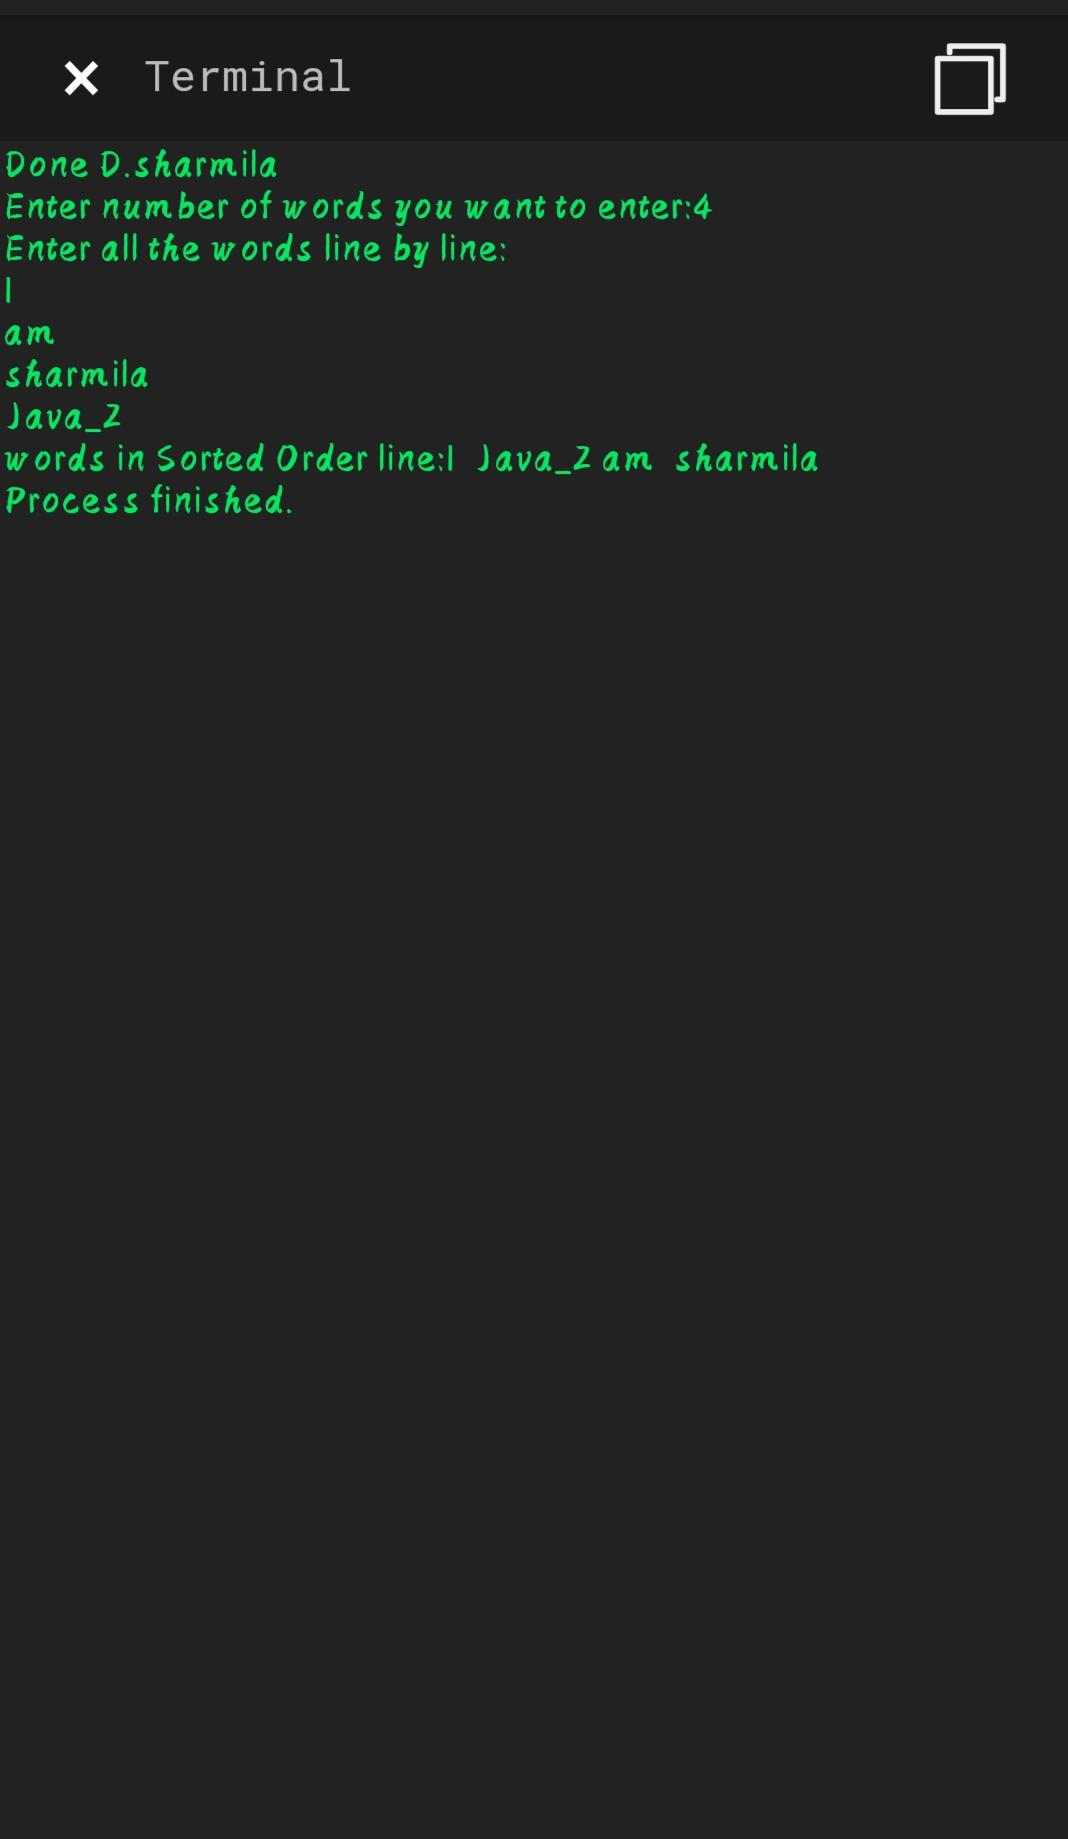 Terminal
Done D.sharmila
Enter number of words you want to enter:4
Enter all the words line by line:
I
am
sharmila
Java_2
words in Sorted Order line:I Java_2 am sharmila
Process finished.